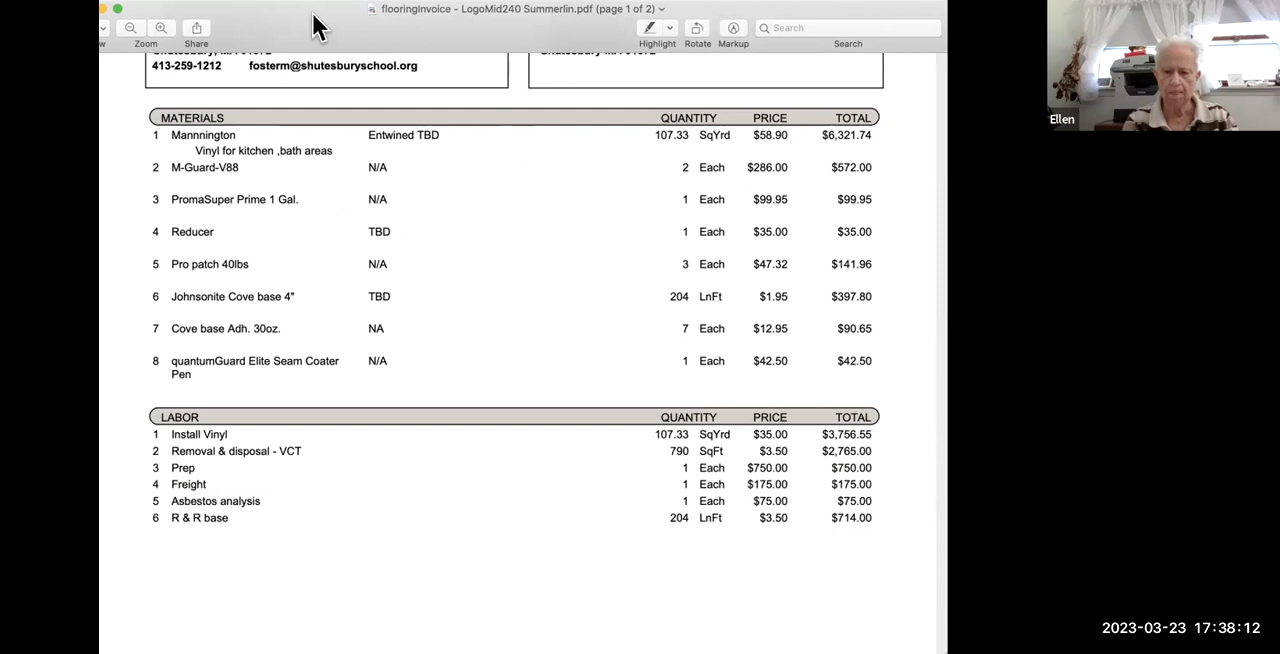 flooringInvoice - LogoMid240 Summerlin.pdf (page 1 of 2)
w Zoom Share Highlight Rotate Markup Search
Search
413-259-1212 fosterm@shutesburyschool.org
MATERIALS QUANTITY PRICE TOTAL
1 Mannnington Entwined TBD 107.33 SqYrd $58.90 $6,321.74
Vinyl for kitchen ,bath areas
2 M-Guard-V88 N/A 2 Each $286.00 $572.00
3 PromaSuper Prime 1 Gal. N/A 1 Each $99.95 $99.95
4 Reducer TBD 1 Each $35.00 $35.00
5 Pro patch 40lbs N/A 3 Each $47.32 $141.96
6 Johnsonite Cove base 4" TBD 204 LnFt $1.95 $397.80
7 Cove base Adh. 30oz. NA 7 Each $12.95 $90.65
8 quantumGuard Elite Seam Coater N/A 1 Each $42.50 $42.50
Pen
LABOR QUANTITY PRICE TOTAL
1 Install Vinyl 107.33 SqYrd $35.00 $3,756.55
2 Removal & disposal - VCT 790 SqFt $3.50 $2,765.00
3 Prep 1 Each $750.00 $750.00
4 Freight 1 Each $175.00 $175.00
5 Asbestos analysis 1 Each $75.00 $75.00
6 R & R base 204 LnFt $3.50 $714.00
Ellen
2023-03-23 17:38:12